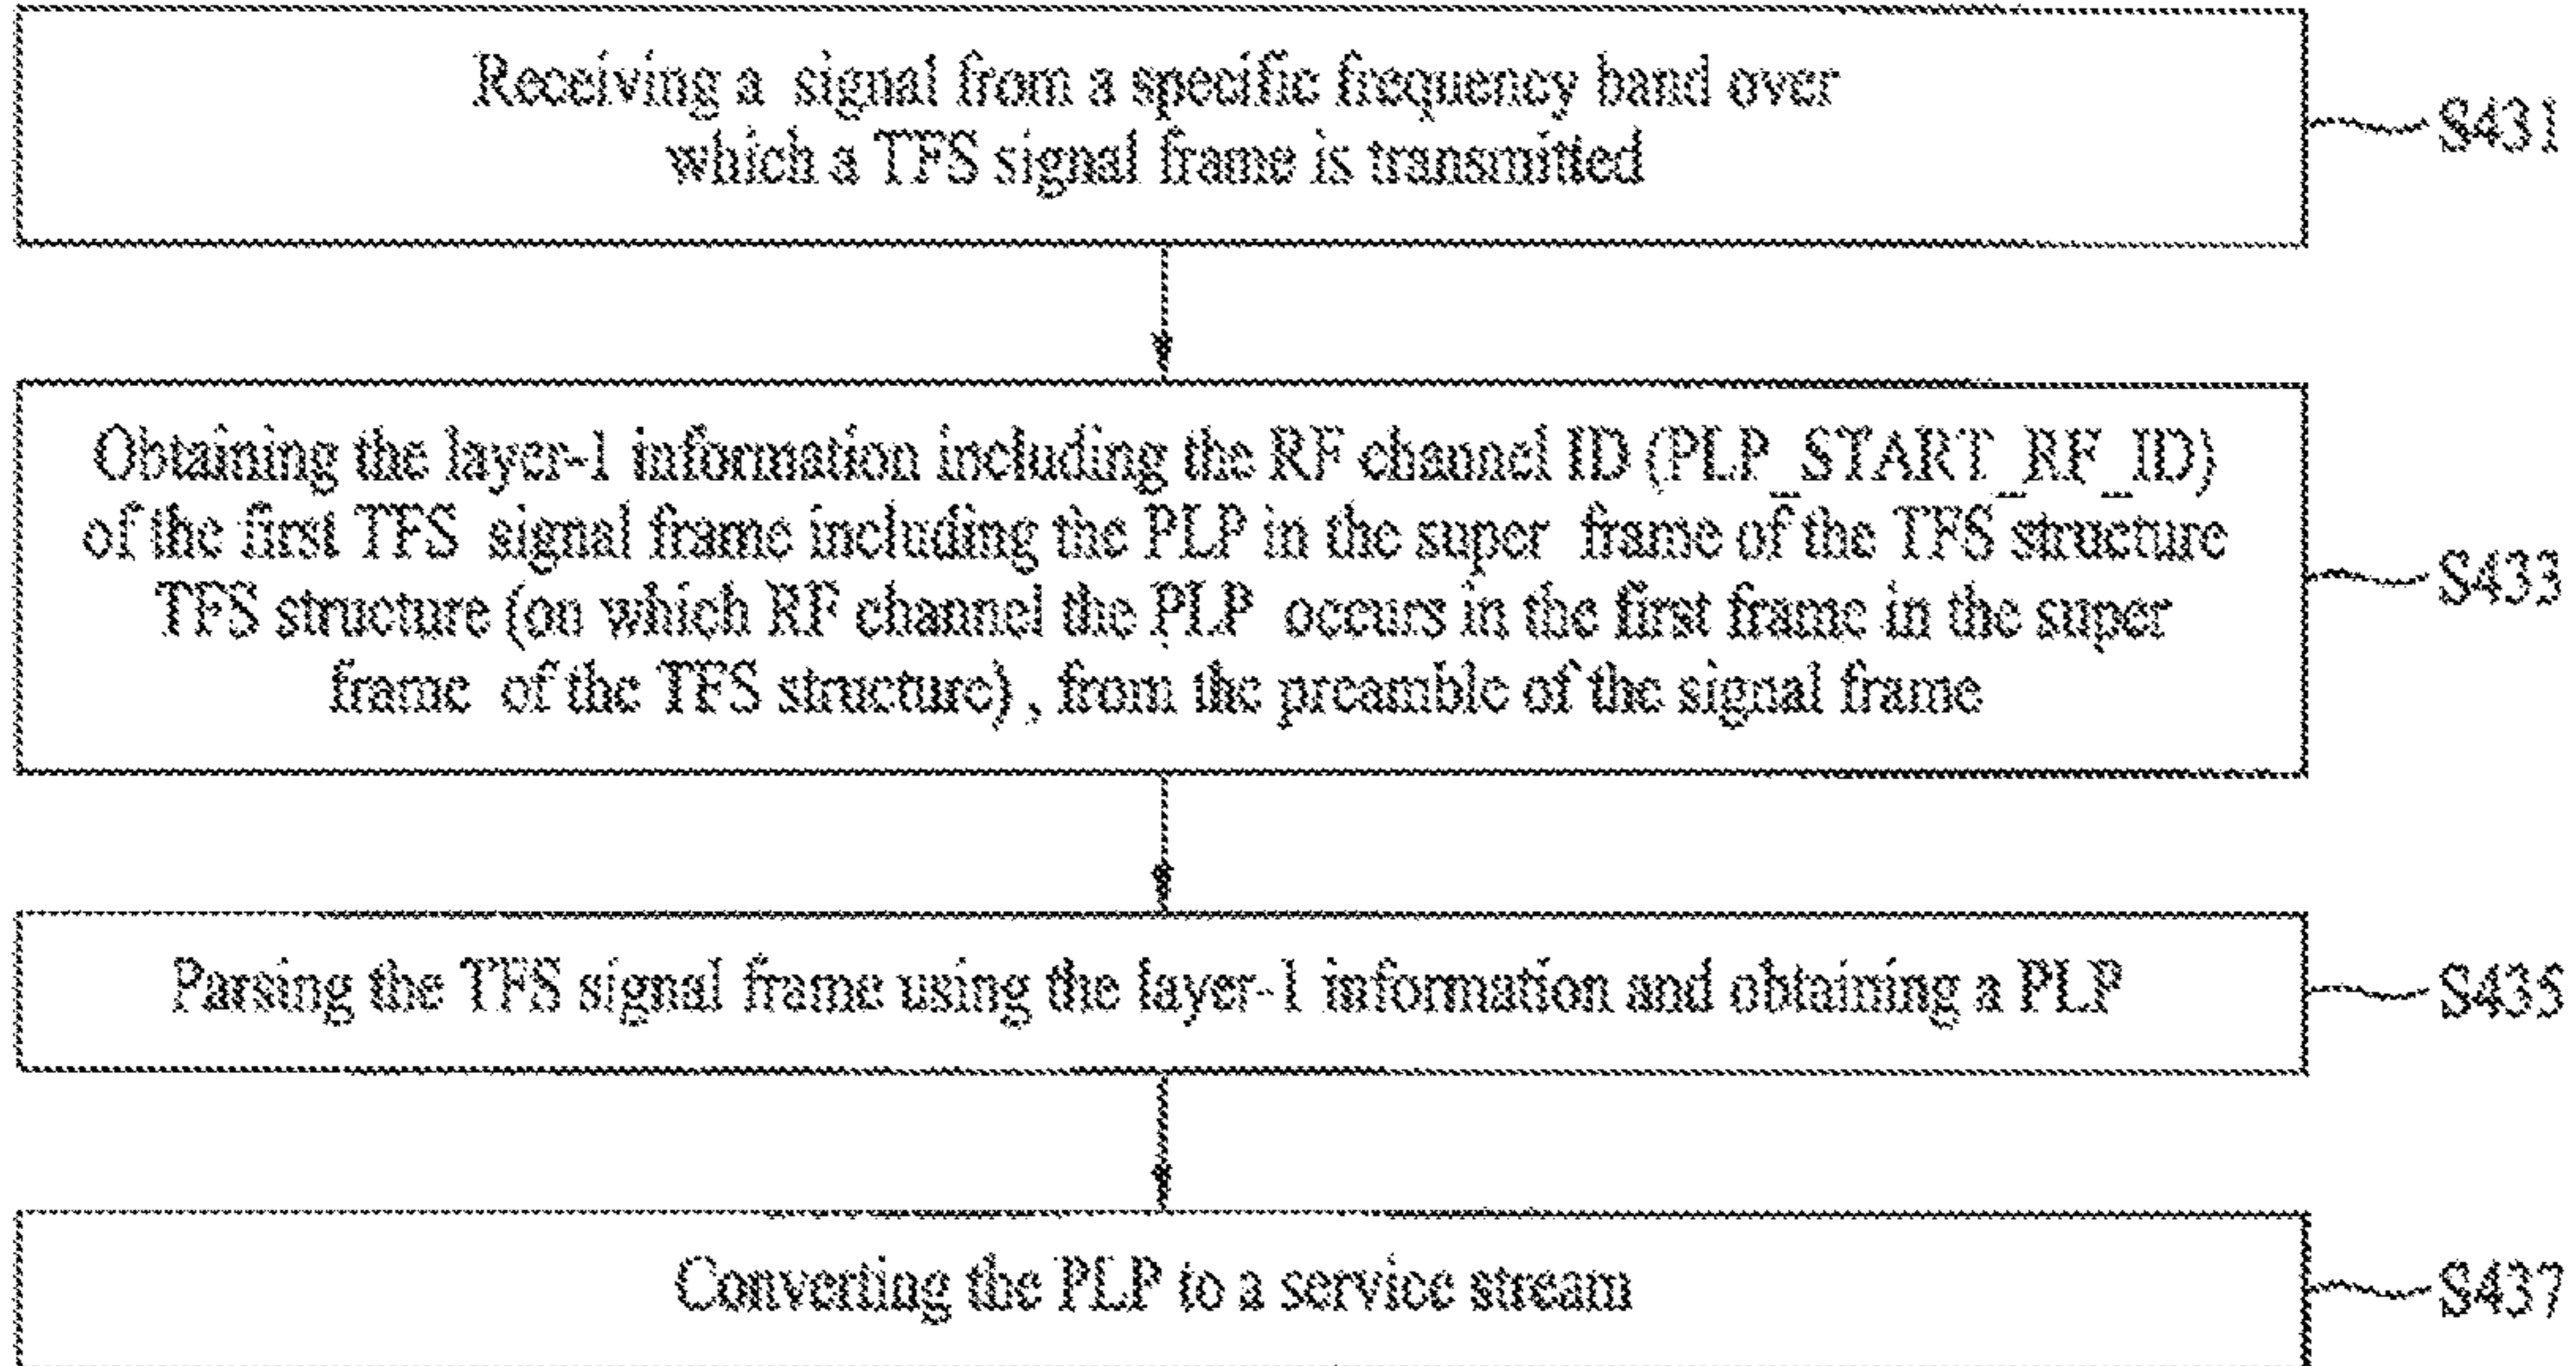 Receiving a signal from a specific frequency band over
which a TFS signal frame is transmitted
S431
Obtaining the layer-1 information including the RF channel ID (PLP_START_RF_ID)
of the first TFS signal frame including the PLP in the super frame of the TFS structure
TFS structure (on which RF channel the PLP occurs in the first frame in the super
frame of the TFS structure) , from the preamble of the signal frame
S433
Parsing the TFS signal frame using the layer-1 information and obtaining a PLP
S435
Converting the PLP to a service stream
S437